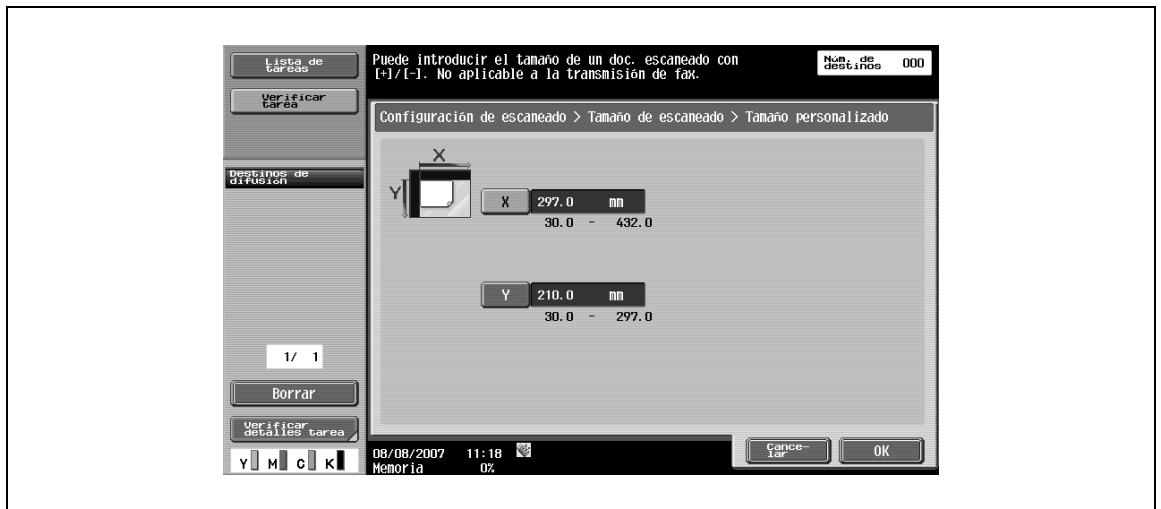 Lista de
tareas
Verificar
tarea
Destinos de
difusión
1/ 1
Borrar
Verificar
detalles tarea
Y M C K
Puede introducir el tamaño de un doc. escaneado con
[+]/[-]. No aplicable a la transmisión de fax.
Núm. de
destinos 000
Configuración de escaneado > Tamaño de escaneado > Tamaño personalizado
X
Y
X 297.0 mm
30.0 - 432.0
Y 210.0 mm
30.0 - 297.0
08/08/2007 11:18
Memoria 0%
Cance-
lar
OK